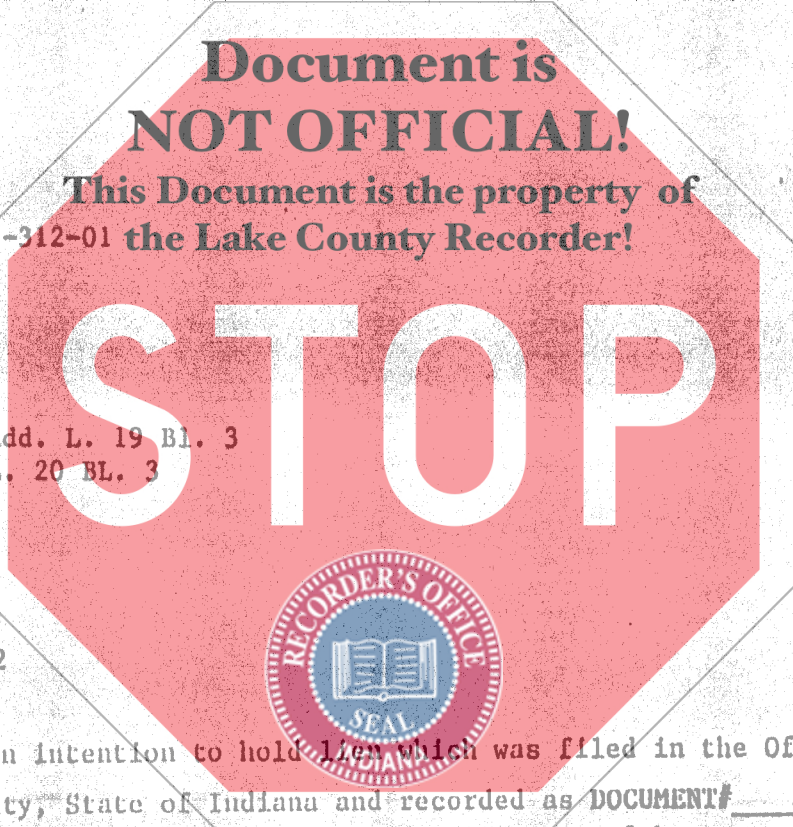 Document is
NOT OFFICIAL!
This Document is the property of
the Lake County Recorder!
-312-01
STOP
dd. L. 19 Bl. 3
. 20 BL. 3
RECORDER'S OFFICE
SEAL
INDIANA
2
n intention to hold lien which was filed in the Of
ty, State of Indiana and recorded as DOCUMENT#